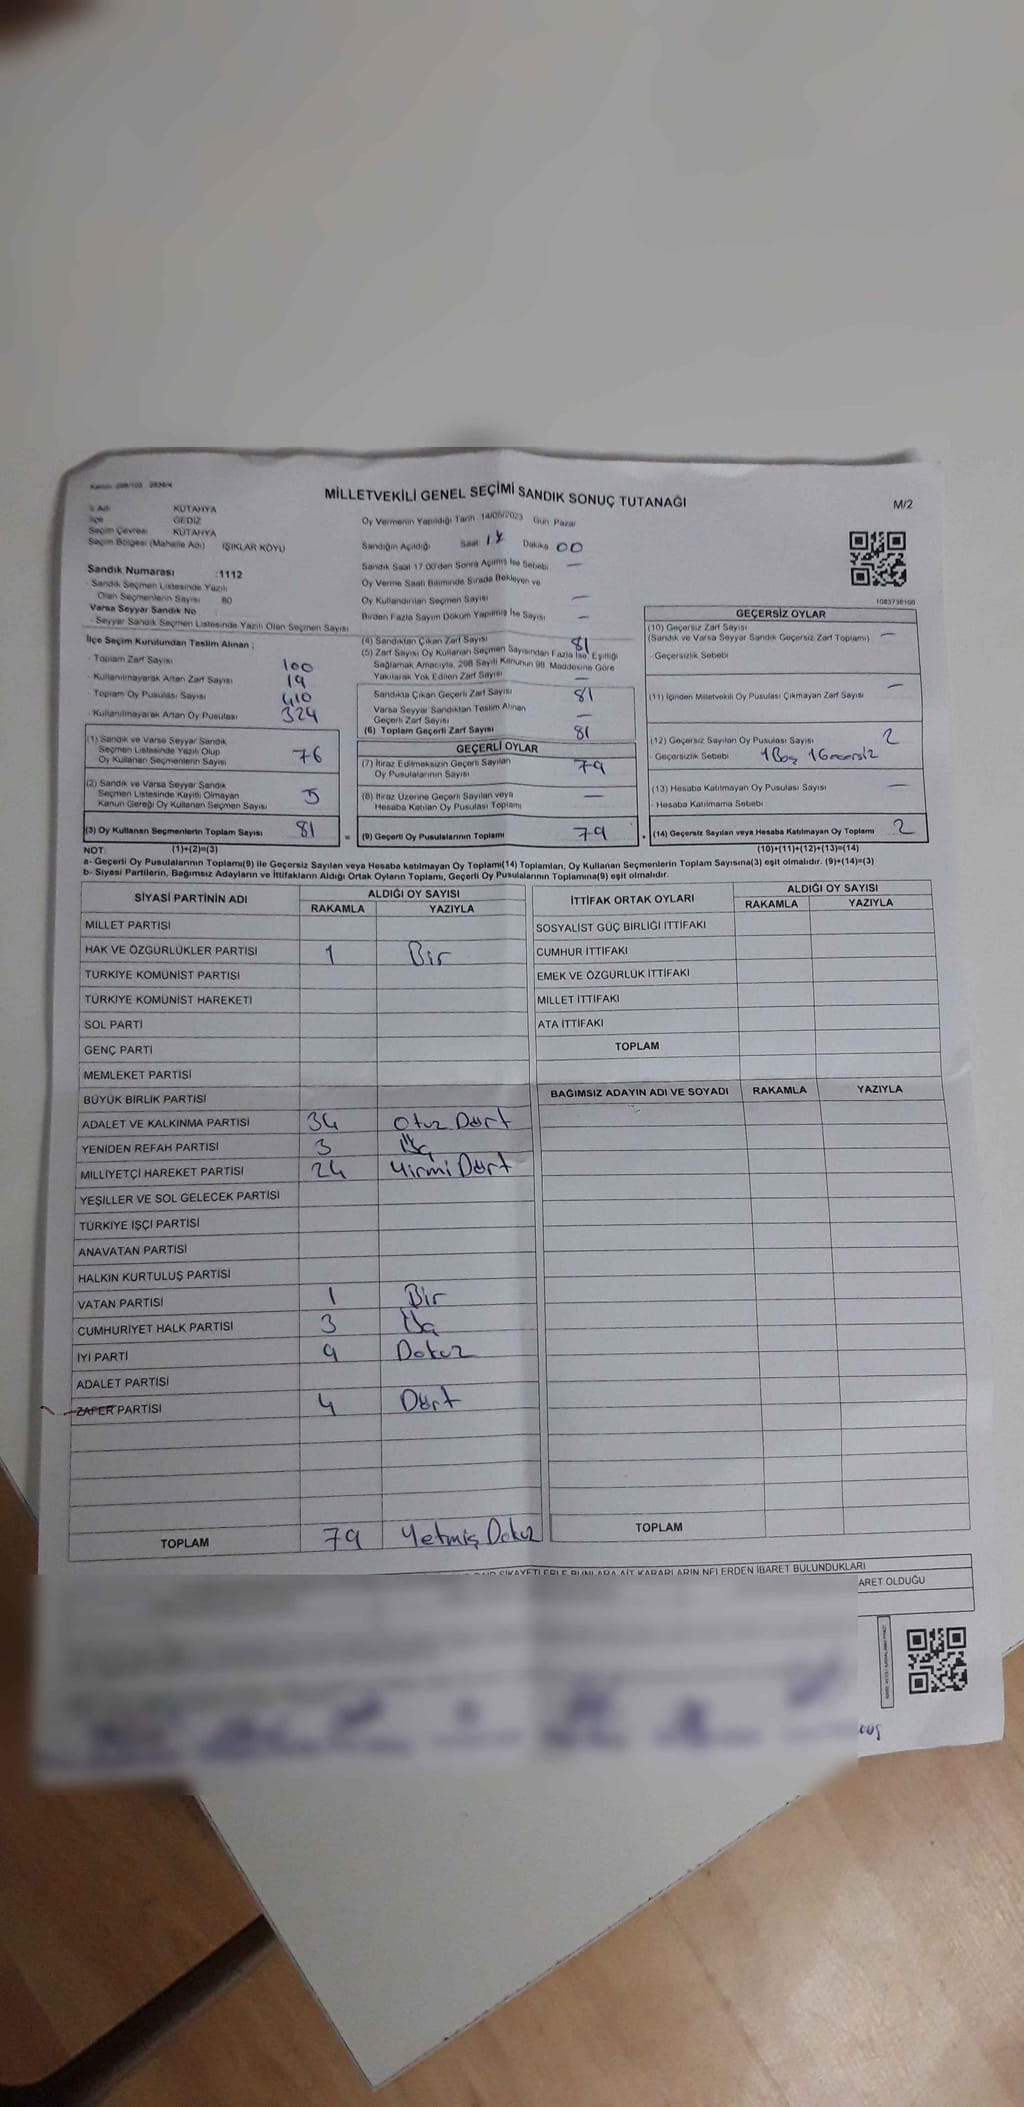 MİLLETVEKİLİ GENEL SEÇİMİ SANDIK SONUÇ TUTANAĞI
M/2
İl Adı KÜTAHYA
İlçe GEDİZ
Seçim Çevresi KÜTAHYA
Seçim Bölgesi (Mahalle Adı) IŞIKLAR KÖYÜ
Sandık Numarası :1112
- Sandık Seçmen Listesinde Yazılı
Olan Seçmenlerin Sayısı 80
Varsa Seyyar Sandık No
- Seyyar Sandık Seçmen Listesinde Yazılı Olan Seçmen Sayısı
İlçe Seçim Kurulundan Teslim Alınan ;
- Toplam Zarf Sayısı 100
- Kullanılmayarak Artan Zarf Sayısı 19
- Toplam Oy Pusulası Sayısı 410
- Kullanılmayarak Artan Oy Pusulası 324
(1) Sandık ve Varsa Seyyar Sandık
Seçmen Listesinde Yazılı Olup
Oy Kullanan Seçmenlerin Sayısı 76
(2) Sandık ve Varsa Seyyar Sandık
Seçmen Listesinde Kayıtlı Olmayan
Kanun Gereği Oy Kullanan Seçmen Sayısı 5
(3) Oy Kullanan Seçmenlerin Toplam Sayısı 81
Oy Vermenin Yapıldığı Tarih 14/05/2023 Gün Pazar
Sandığın Açıldığı Saat Dakika 00
Sandık Saat 17.00'den Sonra Açılmış İse Sebebi —
Oy Verme Saati Bitiminde Sırada Bekleyen ve
Oy Kullandırılan Seçmen Sayısı —
Birden Fazla Sayım Döküm Yapılmış İse Sayısı —
(4) Sandıktan Çıkan Zarf Sayısı 81
(5) Zarf Sayısı Oy Kullanan Seçmen Sayısından Fazla İse, Eşitliği
Sağlamak Amacıyla, 298 Sayılı Kanunun 98. Maddesine Göre
Yakılarak Yok Edilen Zarf Sayısı —
Sandıkta Çıkan Geçerli Zarf Sayısı 81
Varsa Seyyar Sandıktan Teslim Alınan
Geçerli Zarf Sayısı —
(6) Toplam Geçerli Zarf Sayısı 81
GEÇERLİ OYLAR
(7) İtiraz Edilmeksizin Geçerli Sayılan
Oy Pusulalarının Sayısı 79
(8) İtiraz Üzerine Geçerli Sayılan veya
Hesaba Katılan Oy Pusulası Toplamı —
= (9) Geçerli Oy Pusulalarının Toplamı 79
1083738100
GEÇERSİZ OYLAR
(10) Geçersiz Zarf Sayısı
(Sandık ve Varsa Seyyar Sandık Geçersiz Zarf Toplamı) —
- Geçersizlik Sebebi
(11) İçinden Milletvekili Oy Pusulası Çıkmayan Zarf Sayısı —
(12) Geçersiz Sayılan Oy Pusulası Sayısı 2
- Geçersizlik Sebebi 1 Boş 1 Geçersiz
(13) Hesaba Katılmayan Oy Pusulası Sayısı —
- Hesaba Katılmama Sebebi
+ (14) Geçersiz Sayılan veya Hesaba Katılmayan Oy Toplamı 2
NOT: (1)+(2)=(3) (10)+(11)+(12)+(13)=(14)
a- Geçerli Oy Pusulalarının Toplamı(9) ile Geçersiz Sayılan veya Hesaba katılmayan Oy Toplamı(14) Toplamları, Oy Kullanan Seçmenlerin Toplam Sayısına(3) eşit olmalıdır. (9)+(14)=(3)
b- Siyasi Partilerin, Bağımsız Adayların ve İttifakların Aldığı Ortak Oyların Toplamı, Geçerli Oy Pusulalarının Toplamına(9) eşit olmalıdır.
SİYASİ PARTİNİN ADI ALDIĞI OY SAYISI
RAKAMLA YAZIYLA
MİLLET PARTİSİ
HAK VE ÖZGÜRLÜKLER PARTİSİ 1 Bir
TÜRKİYE KOMÜNİST PARTİSİ
TÜRKİYE KOMÜNİST HAREKETİ
SOL PARTİ
GENÇ PARTİ
MEMLEKET PARTİSİ
BÜYÜK BİRLİK PARTİSİ
ADALET VE KALKINMA PARTİSİ 34 Otuz Dört
YENİDEN REFAH PARTİSİ 3 Üç
MİLLİYETÇİ HAREKET PARTİSİ 24 Yirmi Dört
YEŞİLLER VE SOL GELECEK PARTİSİ
TÜRKİYE İŞÇİ PARTİSİ
ANAVATAN PARTİSİ
HALKIN KURTULUŞ PARTİSİ
VATAN PARTİSİ 1 Bir
CUMHURİYET HALK PARTİSİ 3 Üç
İYİ PARTİ 9 Dokuz
ADALET PARTİSİ
ZAFER PARTİSİ 4 Dört
TOPLAM 79 Yetmiş Dokuz
İTTİFAK ORTAK OYLARI ALDIĞI OY SAYISI
RAKAMLA YAZIYLA
SOSYALİST GÜÇ BİRLİĞİ İTTİFAKI
CUMHUR İTTİFAKI
EMEK VE ÖZGÜRLÜK İTTİFAKI
MİLLET İTTİFAKI
ATA İTTİFAKI
TOPLAM
BAĞIMSIZ ADAYIN ADI VE SOYADI RAKAMLA YAZIYLA
TOPLAM
ŞİKAYETLERLE BUNLARA AİT KARARLARIN NELERDEN İBARET BULUNDUKLARI
ARET OLDUĞU